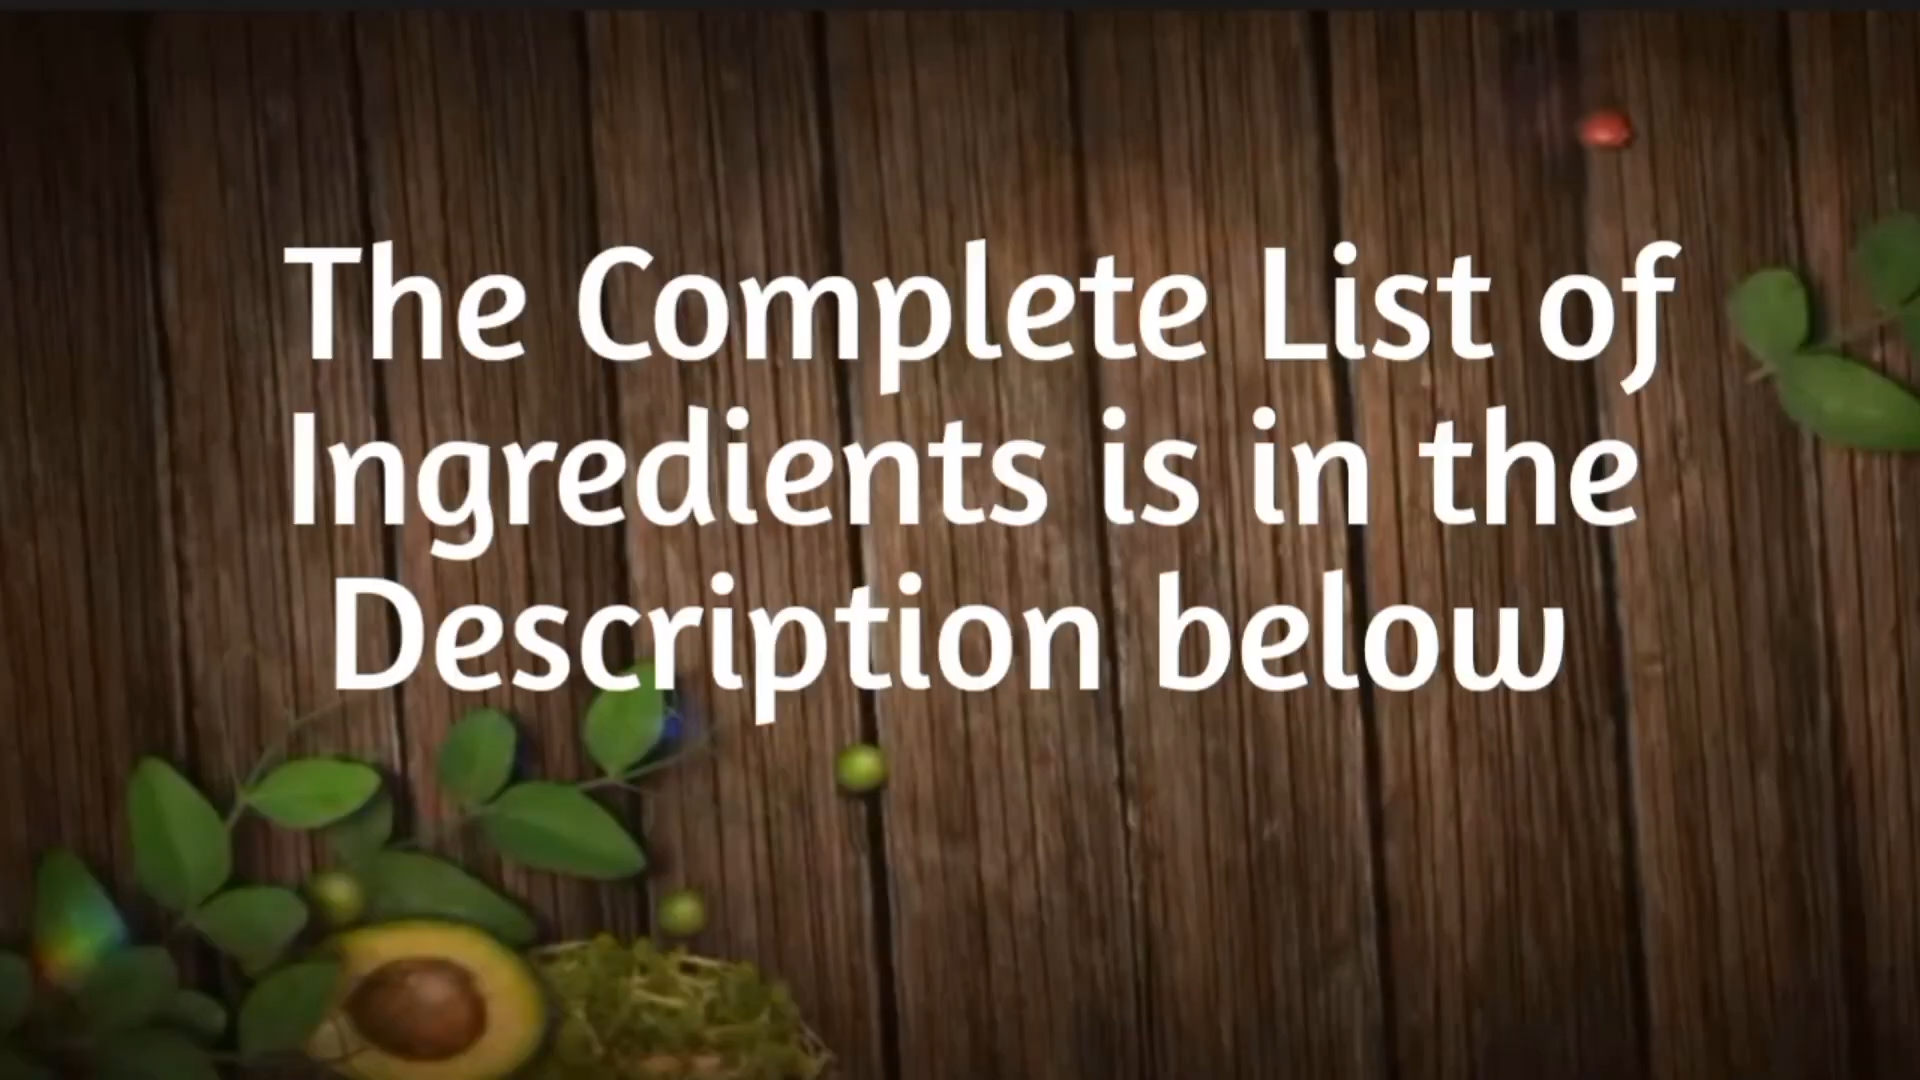 The Complete List of
Ingredients is in the
Description below